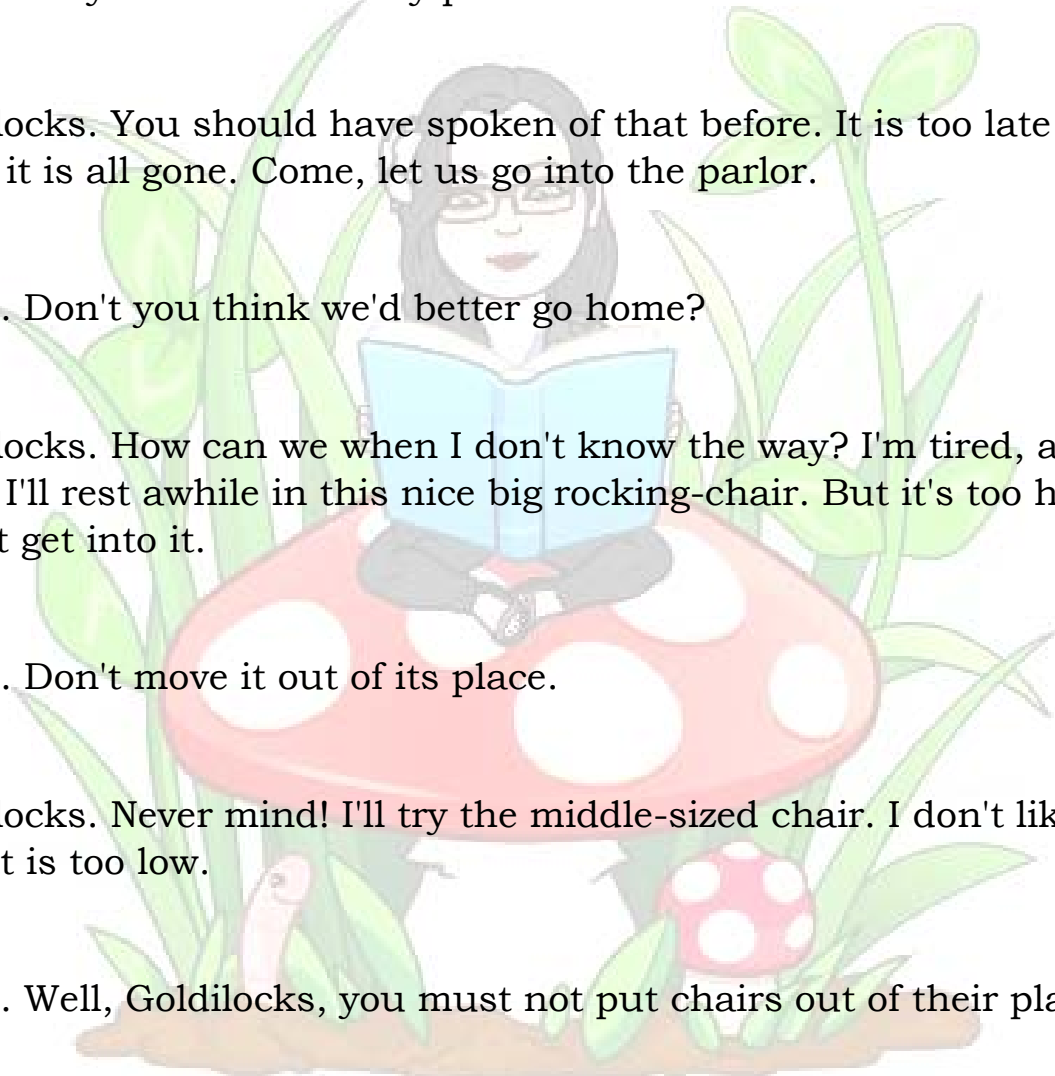 locks. You should have spoken of that before. It is too late
it is all gone. Come, let us go into the parlor.
. Don't you think we'd better go home?
locks. How can we when I don't know the way? I'm tired, a
I'll rest awhile in this nice big rocking-chair. But it's too h
t get into it.
. Don't move it out of its place.
locks. Never mind! I'll try the middle-sized chair. I don't lik
t is too low.
. Well, Goldilocks, you must not put chairs out of their pla